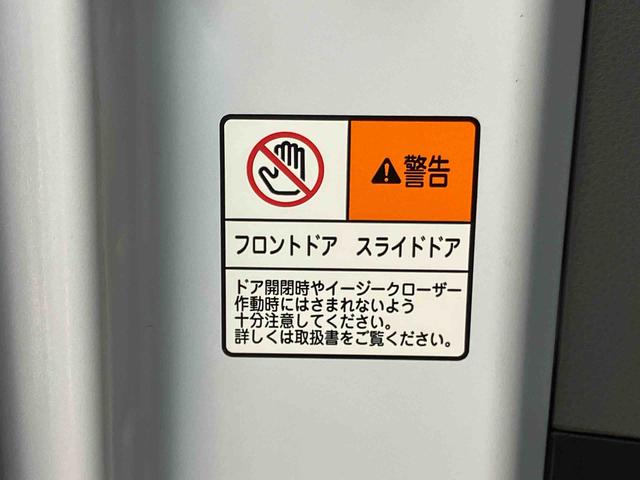 警告
フロントドア スライドドア
ドア開閉時やイージークローザー
作動時にはさまれないよう
十分注意してください。
詳しくは取扱書をご覧ください。